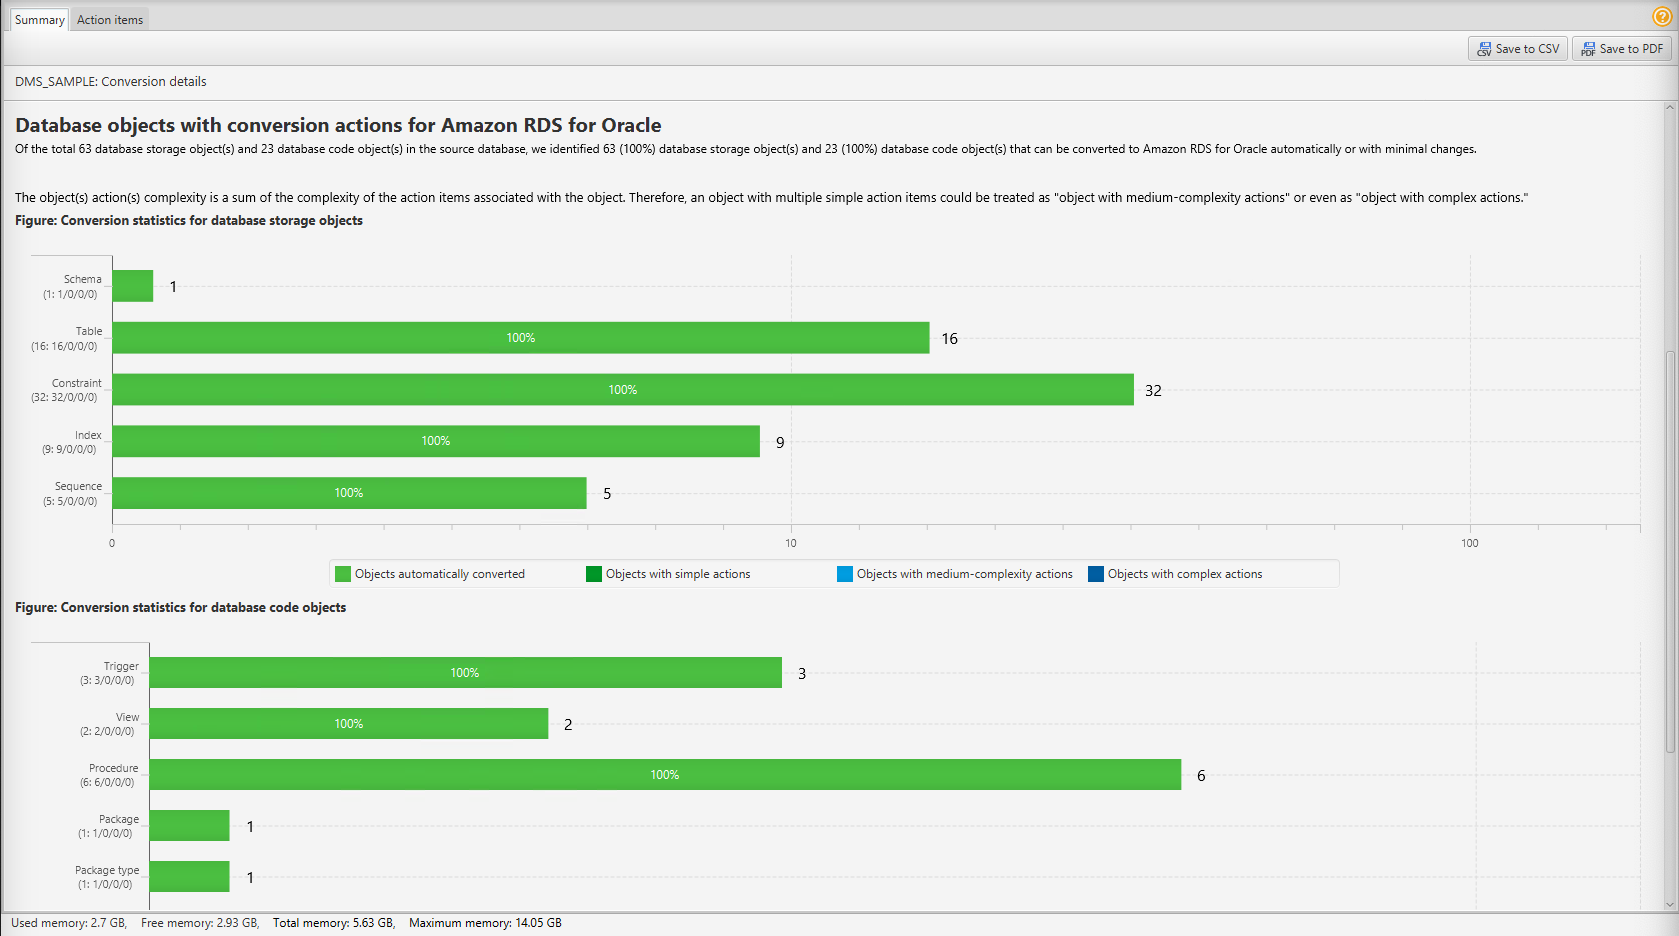 Summary
Action items
?
CSV Save to CSV
PDF Save to PDF
DMS_SAMPLE: Conversion details
Database objects with conversion actions for Amazon RDS for Oracle
Of the total 63 database storage object(s) and 23 database code object(s) in the source database, we identified 63 (100%) database storage object(s) and 23 (100%) database code object(s) that can be converted to Amazon RDS for Oracle automatically or with minimal changes.
The object(s) action(s) complexity is a sum of the complexity of the action items associated with the object. Therefore, an object with multiple simple action items could be treated as "object with medium-complexity actions" or even as "object with complex actions."
Figure: Conversion statistics for database storage objects
Schema
(1: 1/0/0/0)
1
Table
(16: 16/0/0/0)
100%
16
Constraint
(32: 32/0/0/0)
100%
32
Index
(9: 9/0/0/0)
100%
9
Sequence
(5: 5/0/0/0)
100%
5
0
10
100
Objects automatically converted
Objects with simple actions
Objects with medium-complexity actions
Objects with complex actions
Figure: Conversion statistics for database code objects
Trigger
(3: 3/0/0/0)
100%
3
View
(2: 2/0/0/0)
100%
2
Procedure
(6: 6/0/0/0)
100%
6
Package
(1: 1/0/0/0)
1
Package type
(1: 1/0/0/0)
1
Used memory: 2.7 GB, Free memory: 2.93 GB, Total memory: 5.63 GB, Maximum memory: 14.05 GB